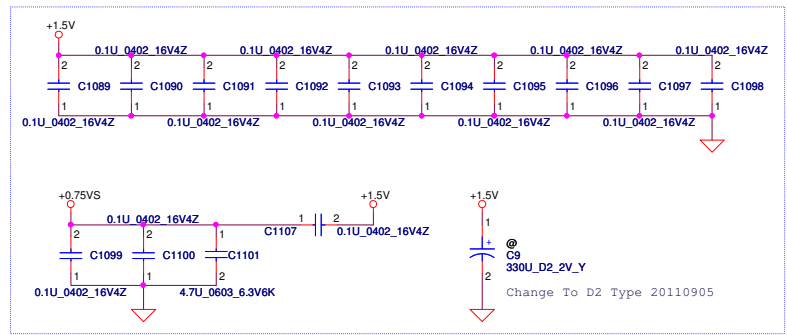 +1.5V
0.1U_0402_16V4Z 0.1U_0402_16V4Z 0.1U_0402_16V4Z 0.1U_0402_16V4Z 0.1U_0402_16V4Z
2 2 2 2 2 2 2 2 2 2
C1089 C1090 C1091 C1092 C1093 C1094 C1095 C1096 C1097 C1098
1 1 1 1 1 1 1 1 1 1
0.1U_0402_16V4Z 0.1U_0402_16V4Z 0.1U_0402_16V4Z 0.1U_0402_16V4Z 0.1U_0402_16V4Z
+0.75VS
0.1U_0402_16V4Z
2 2 1
C1099 C1100 C1101
1 1 2
0.1U_0402_16V4Z
4.7U_0603_6.3V6K
+1.5V
1 2
C1107
0.1U_0402_16V4Z
+1.5V
1
+
@
C9
330U_D2_2V_Y
2
Change To D2 Type 20110905